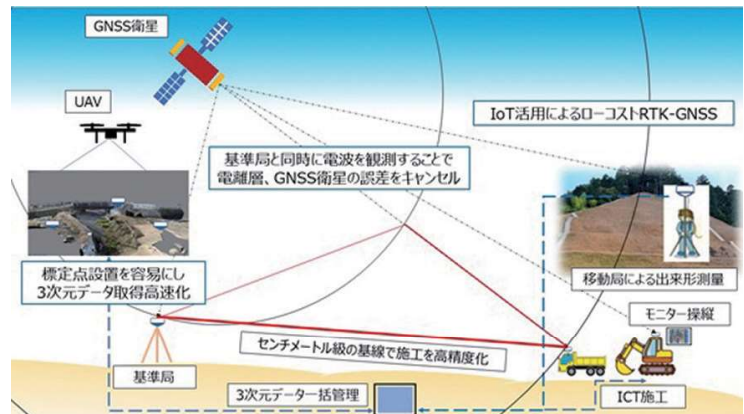 GNSS衛星
UAV
IoT活用によるローコストRTK-GNSS
基準局と同時に電波を観測することで
電離層、GNSS衛星の誤差をキャンセル
標定点設置を容易にし
3次元データ取得高速化
移動局による出来形測量
モニター操縦
センチメートル級の基線で施工を高精度化
基準局
3次元データ一括管理
ICT施工